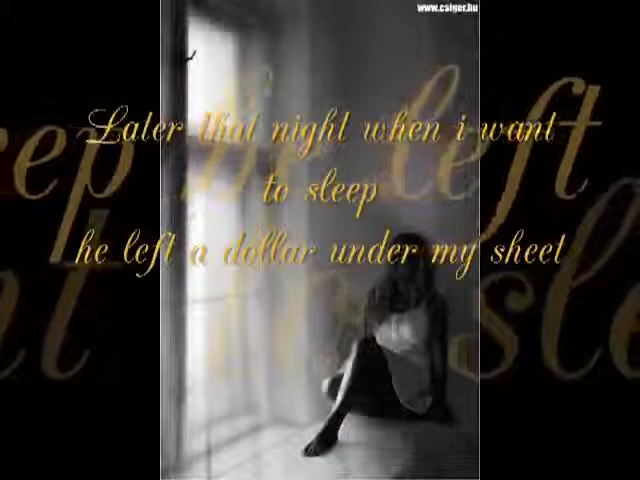 www.csiger.hu
Later that night when i want
to sleep
he left a dollar under my sheet